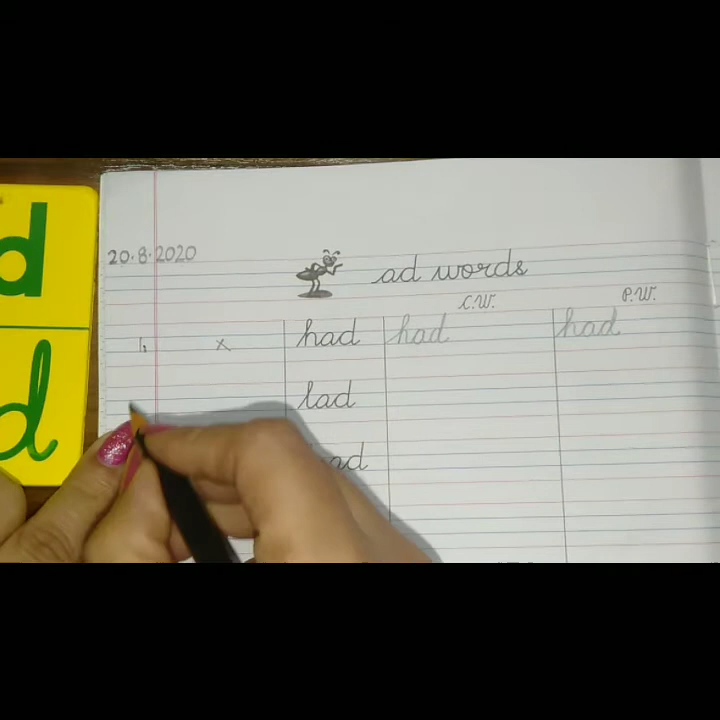 d
d
20.8.2020
ad words
C.W.
P.W.
1. x had had had
lad